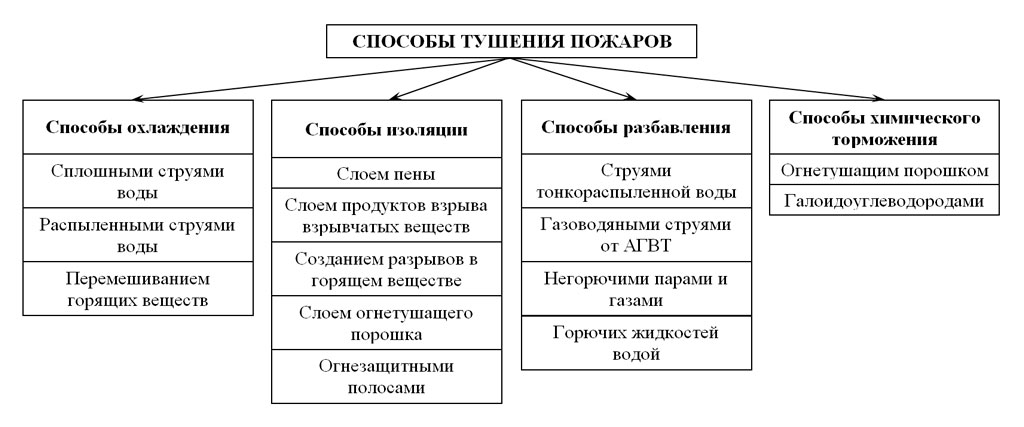 СПОСОБЫ ТУШЕНИЯ ПОЖАРОВ
Способы охлаждения
Сплошными струями
воды
Распыленными струями
воды
Перемешиванием
горящих веществ
Способы изоляции
Слоем пены
Слоем продуктов взрыва
взрывчатых веществ
Созданием разрывов в
горящем веществе
Слоем огнетушащего
порошка
Огнезащитными
полосами
Способы разбавления
Струями
тонкораспыленной воды
Газоводяными струями
от АГВТ
Негорючими парами и
газами
Горючих жидкостей
водой
Способы химического
торможения
Огнетушащим порошком
Галоидоуглеводородами